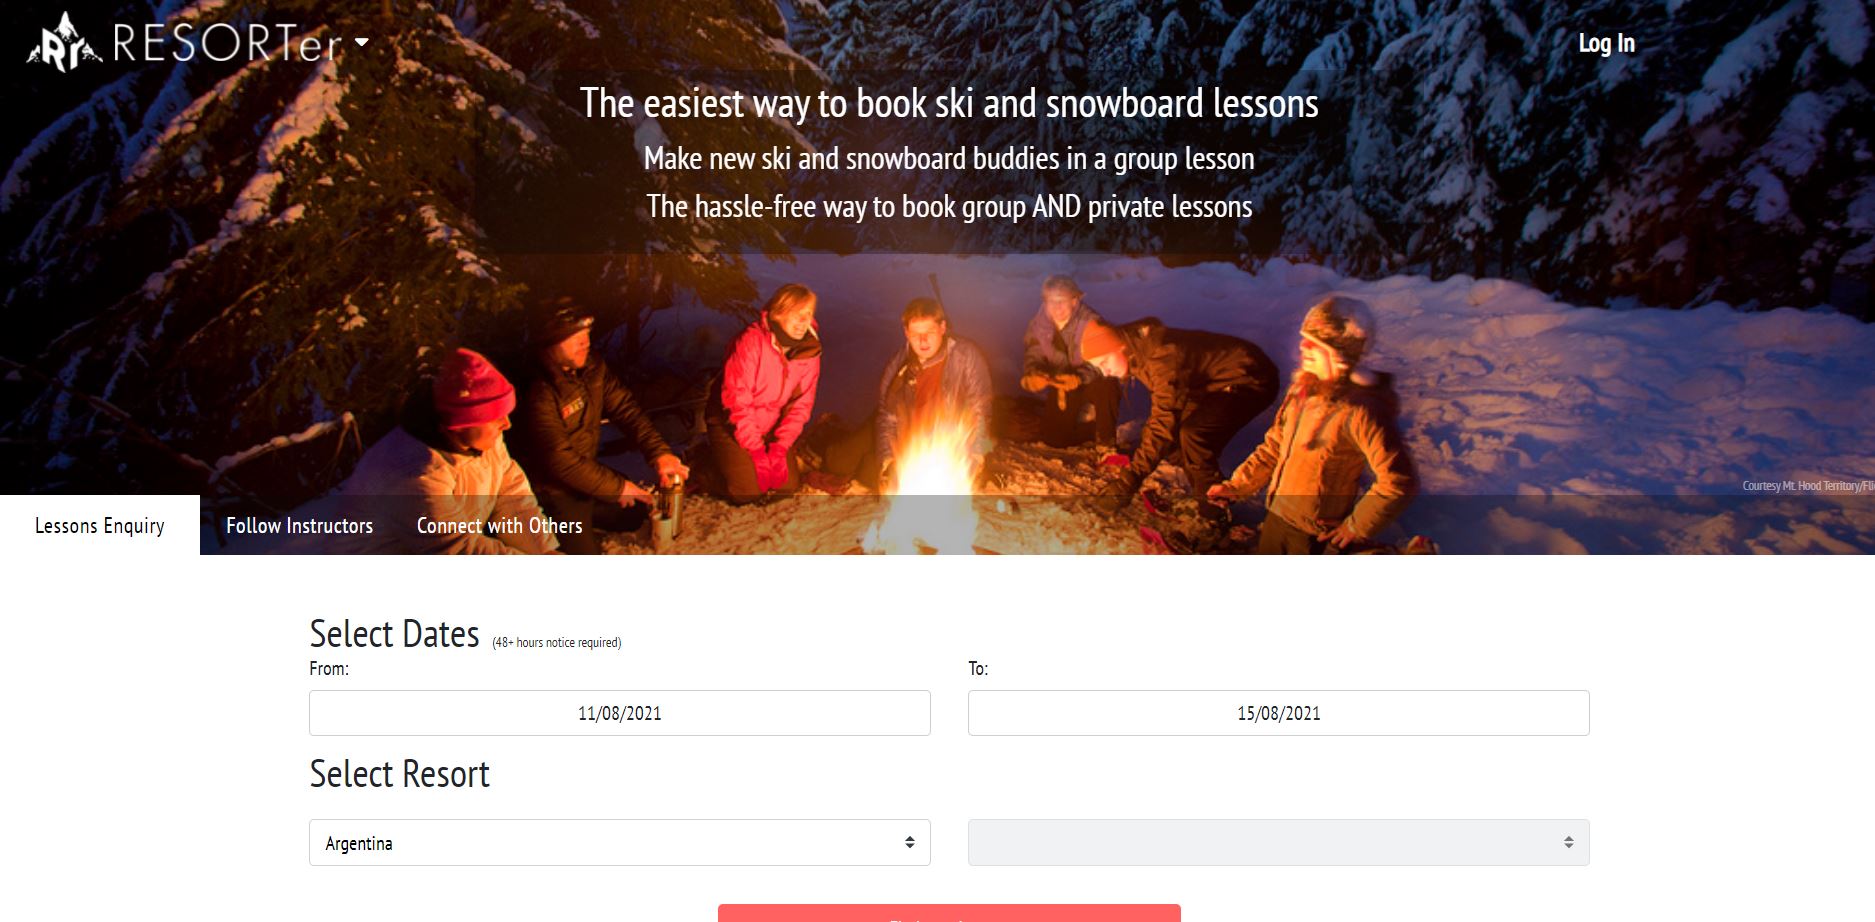 RESORTer
Log In
The easiest way to book ski and snowboard lessons
Make new ski and snowboard buddies in a group lesson
The hassle-free way to book group AND private lessons
Courtesy Mt. Hood Territory/Fli
Lessons Enquiry
Follow Instructors
Connect with Others
Select Dates (48+ hours notice required)
From:
To:
11/08/2021
15/08/2021
Select Resort
Argentina